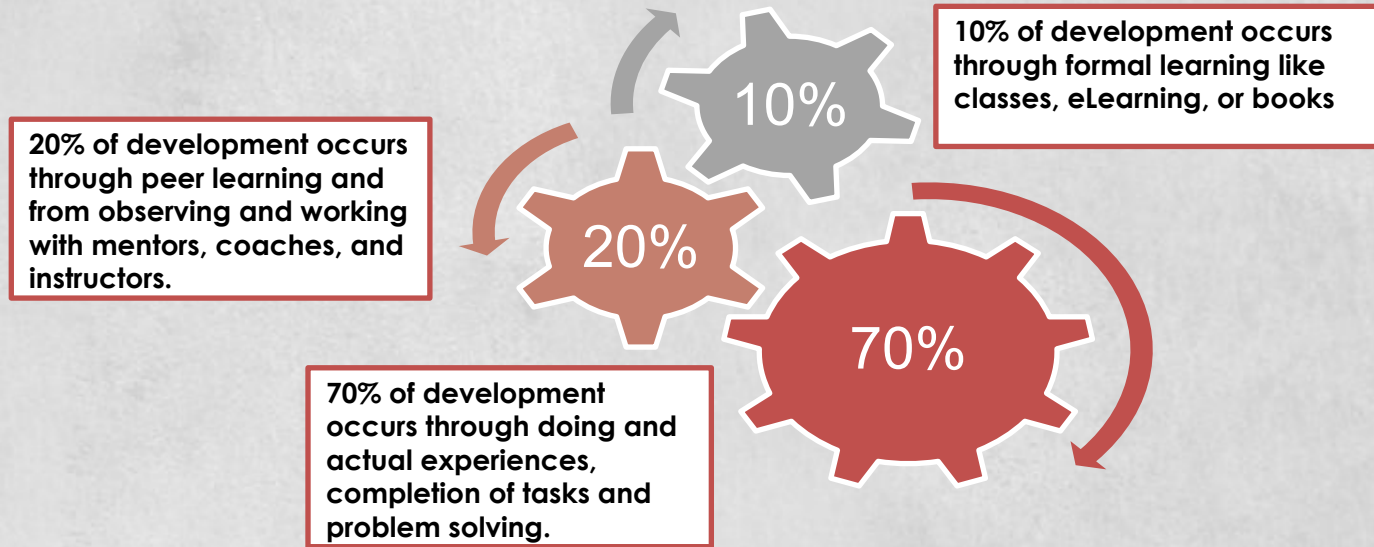 10%
10% of development occurs
through formal learning like
classes, eLearning, or books
20% of development occurs
through peer learning and
from observing and working
with mentors, coaches, and
instructors.
20%
70%
70% of development
occurs through doing and
actual experiences,
completion of tasks and
problem solving.